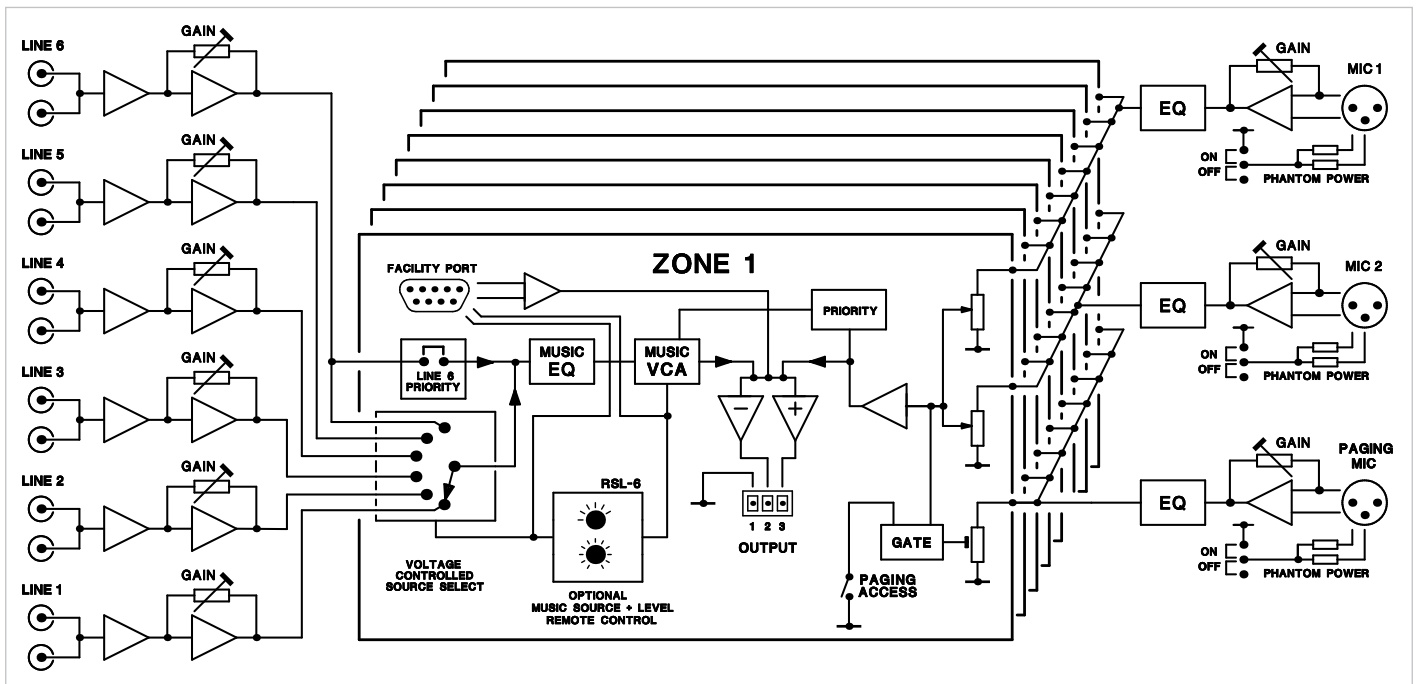 LINE 6
GAIN
LINE 5
GAIN
LINE 4
GAIN
LINE 3
GAIN
LINE 2
GAIN
LINE 1
GAIN
ZONE 1
FACILITY PORT
LINE 6
PRIORITY
MUSIC
EQ
MUSIC
VCA
PRIORITY
VOLTAGE
CONTROLLED
SOURCE SELECT
RSL-6
OPTIONAL
MUSIC SOURCE + LEVEL
REMOTE CONTROL
−
+
1 2 3
OUTPUT
GATE
PAGING
ACCESS
EQ
GAIN
MIC 1
ON
OFF
PHANTOM POWER
EQ
GAIN
MIC 2
ON
OFF
PHANTOM POWER
EQ
GAIN
PAGING
MIC
ON
OFF
PHANTOM POWER